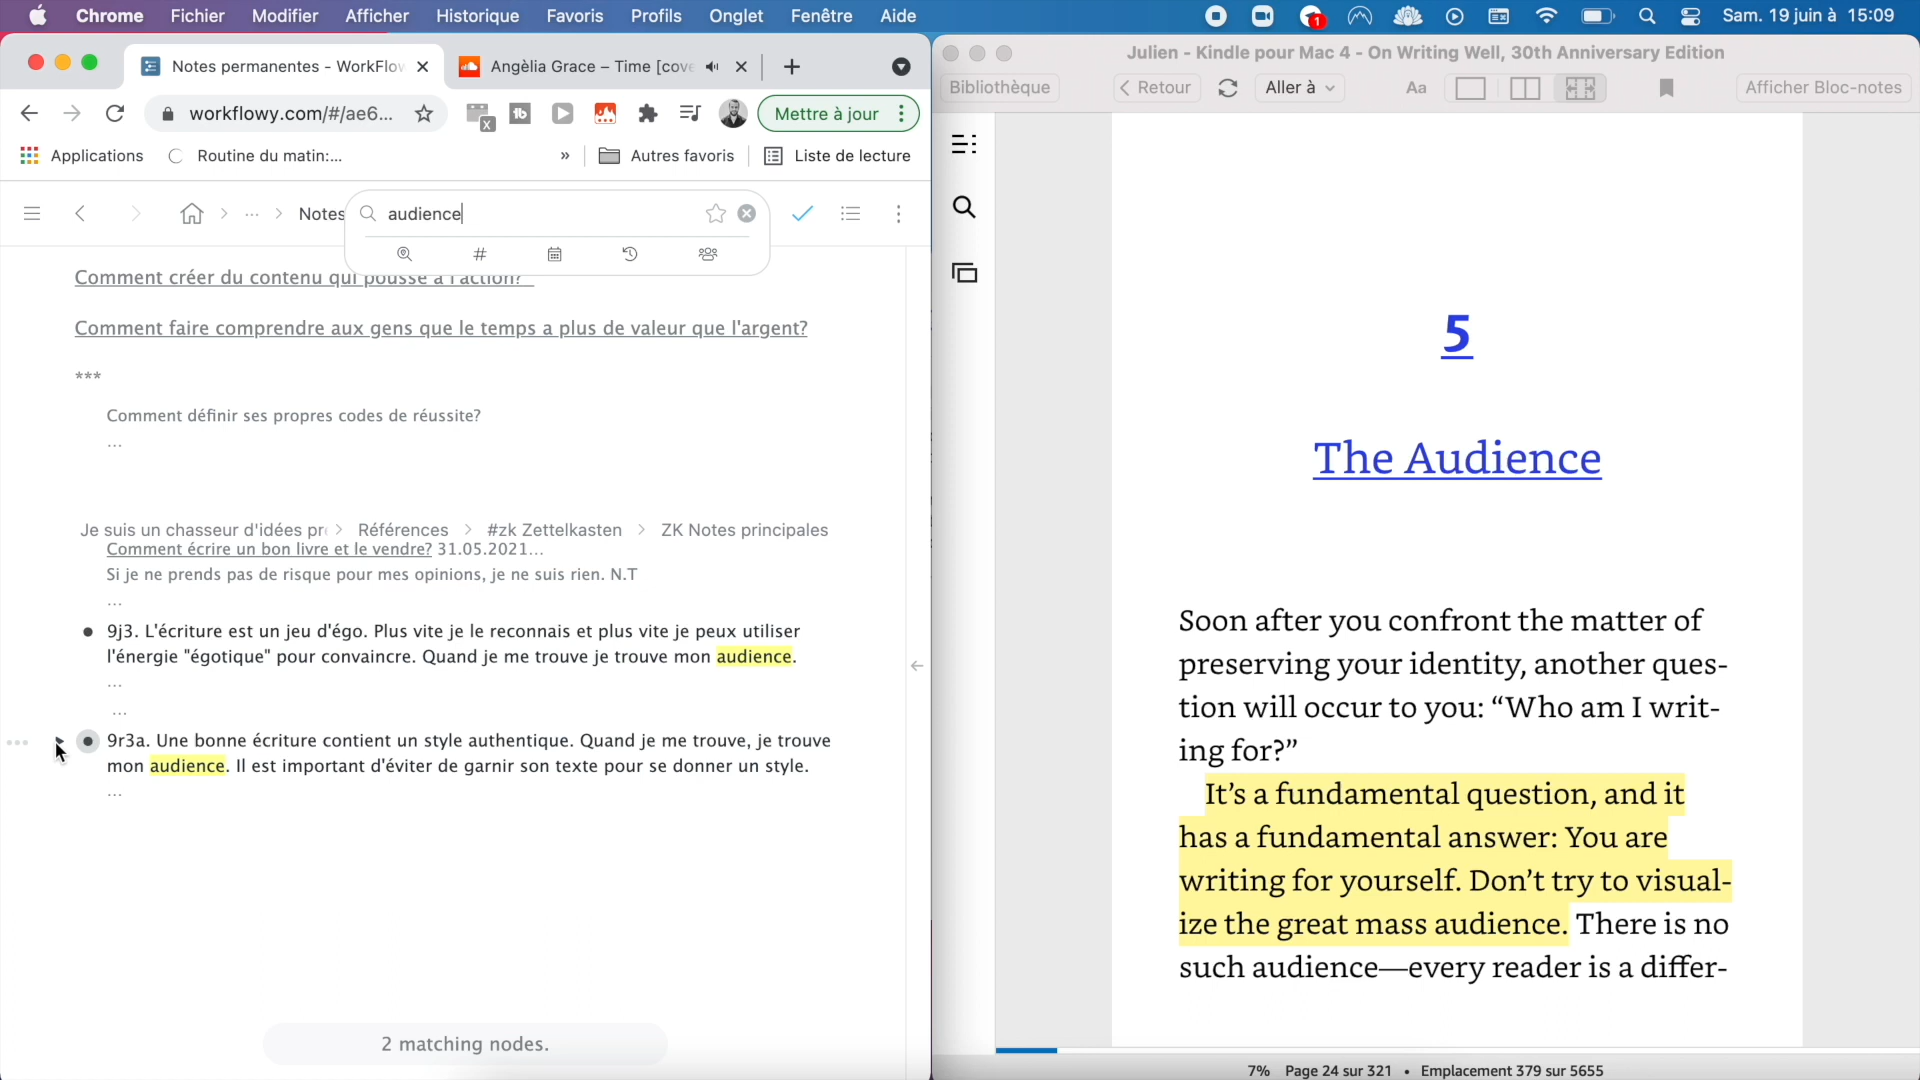 Chrome Fichier Modifier Afficher Historique Favoris Profils Onglet Fenêtre Aide
1
Sam. 19 juin à 15:09
Notes permanentes - WorkFlow
Angèlia Grace – Time [cove
workflowy.com/#/ae6...
x
tb
Mettre à jour
Applications
Routine du matin:...
»
Autres favoris
Liste de lecture
... > Notes
audience
#
Comment créer du contenu qui pousse à l'action?
Comment faire comprendre aux gens que le temps a plus de valeur que l'argent?
***
Comment définir ses propres codes de réussite?
...
Je suis un chasseur d'idées pr > Références > #zk Zettelkasten > ZK Notes principales
Comment écrire un bon livre et le vendre? 31.05.2021...
Si je ne prends pas de risque pour mes opinions, je ne suis rien. N.T
...
9j3. L'écriture est un jeu d'égo. Plus vite je le reconnais et plus vite je peux utiliser
l'énergie "égotique" pour convaincre. Quand je me trouve je trouve mon audience.
...
...
9r3a. Une bonne écriture contient un style authentique. Quand je me trouve, je trouve
mon audience. Il est important d'éviter de garnir son texte pour se donner un style.
...
2 matching nodes.
Julien - Kindle pour Mac 4 - On Writing Well, 30th Anniversary Edition
Bibliothèque
Retour
Aller à
Aa
Afficher Bloc-notes
5
The Audience
Soon after you confront the matter of
preserving your identity, another ques-
tion will occur to you: “Who am I writ-
ing for?”
It’s a fundamental question, and it
has a fundamental answer: You are
writing for yourself. Don’t try to visual-
ize the great mass audience. There is no
such audience—every reader is a differ-
7% Page 24 sur 321 • Emplacement 379 sur 5655